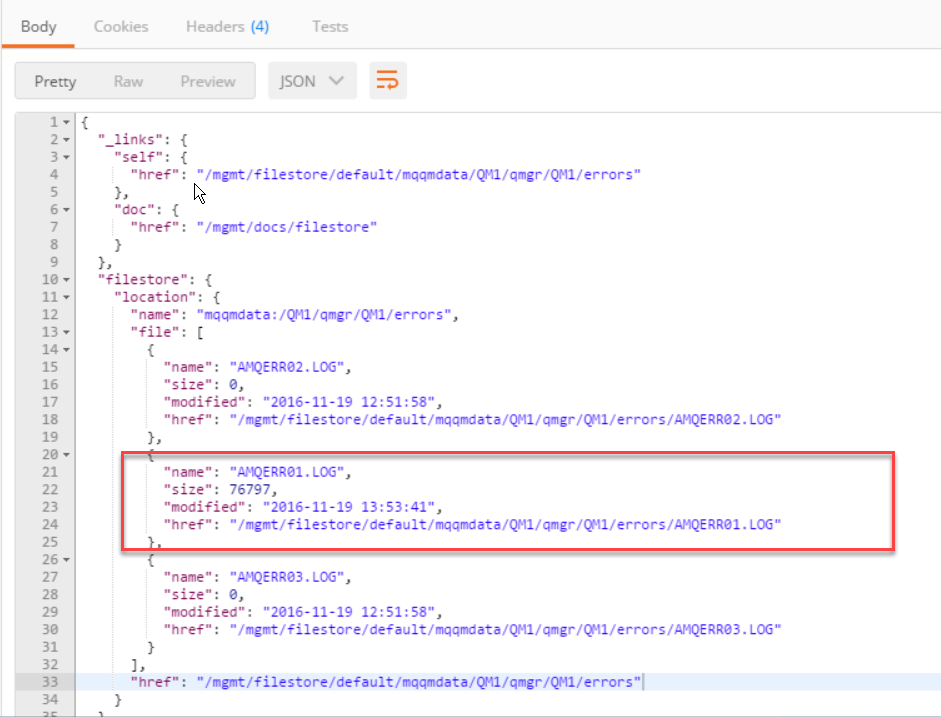 Body Cookies Headers (4) Tests
Pretty Raw Preview JSON
1 {
2 "_links": {
3 "self": {
4 "href": "/mgmt/filestore/default/mqqmdata/QM1/qmgr/QM1/errors"
5 },
6 "doc": {
7 "href": "/mgmt/docs/filestore"
8 }
9 },
10 "filestore": {
11 "location": {
12 "name": "mqqmdata:/QM1/qmgr/QM1/errors",
13 "file": [
14 {
15 "name": "AMQERR02.LOG",
16 "size": 0,
17 "modified": "2016-11-19 12:51:58",
18 "href": "/mgmt/filestore/default/mqqmdata/QM1/qmgr/QM1/errors/AMQERR02.LOG"
19 },
20 {
21 "name": "AMQERR01.LOG",
22 "size": 76797,
23 "modified": "2016-11-19 13:53:41",
24 "href": "/mgmt/filestore/default/mqqmdata/QM1/qmgr/QM1/errors/AMQERR01.LOG"
25 },
26 {
27 "name": "AMQERR03.LOG",
28 "size": 0,
29 "modified": "2016-11-19 12:51:58",
30 "href": "/mgmt/filestore/default/mqqmdata/QM1/qmgr/QM1/errors/AMQERR03.LOG"
31 }
32 ],
33 "href": "/mgmt/filestore/default/mqqmdata/QM1/qmgr/QM1/errors"
34 }
35 }